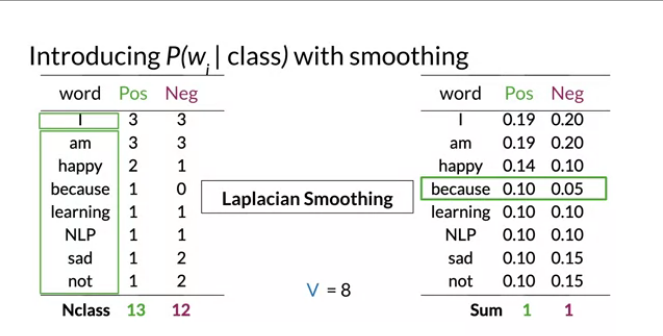 Introducing P(wi | class) with smoothing
word Pos Neg
I 3 3
am 3 3
happy 2 1
because 1 0
learning 1 1
NLP 1 1
sad 1 2
not 1 2
Nclass 13 12
Laplacian Smoothing
V = 8
word Pos Neg
I 0.19 0.20
am 0.19 0.20
happy 0.14 0.10
because 0.10 0.05
learning 0.10 0.10
NLP 0.10 0.10
sad 0.10 0.15
not 0.10 0.15
Sum 1 1